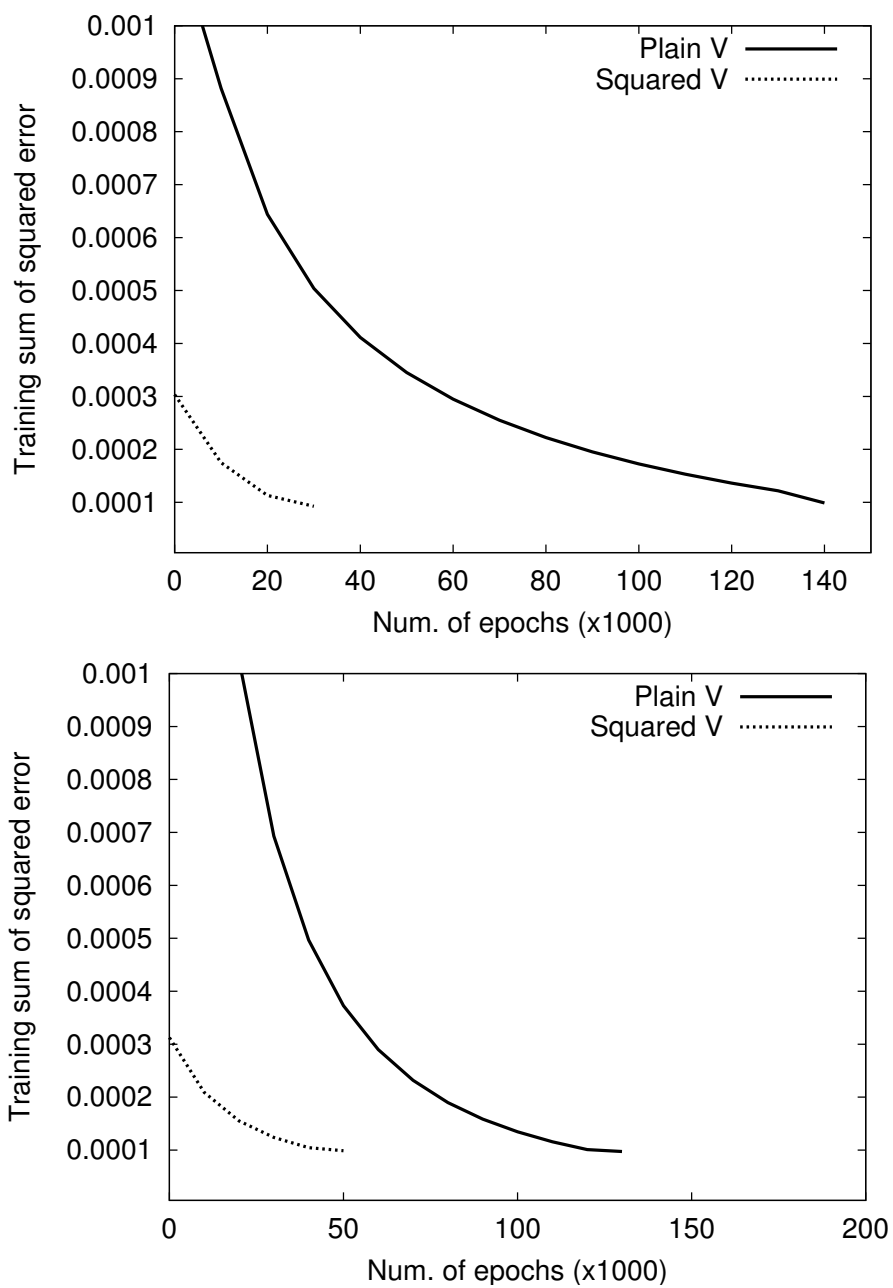 0.001
0.0009
0.0008
0.0007
0.0006
0.0005
0.0004
0.0003
0.0002
0.0001
Training sum of squared error
Plain V
Squared V
0 20 40 60 80 100 120 140
Num. of epochs (x1000)
0.001
0.0009
0.0008
0.0007
0.0006
0.0005
0.0004
0.0003
0.0002
0.0001
Training sum of squared error
Plain V
Squared V
0 50 100 150 200
Num. of epochs (x1000)